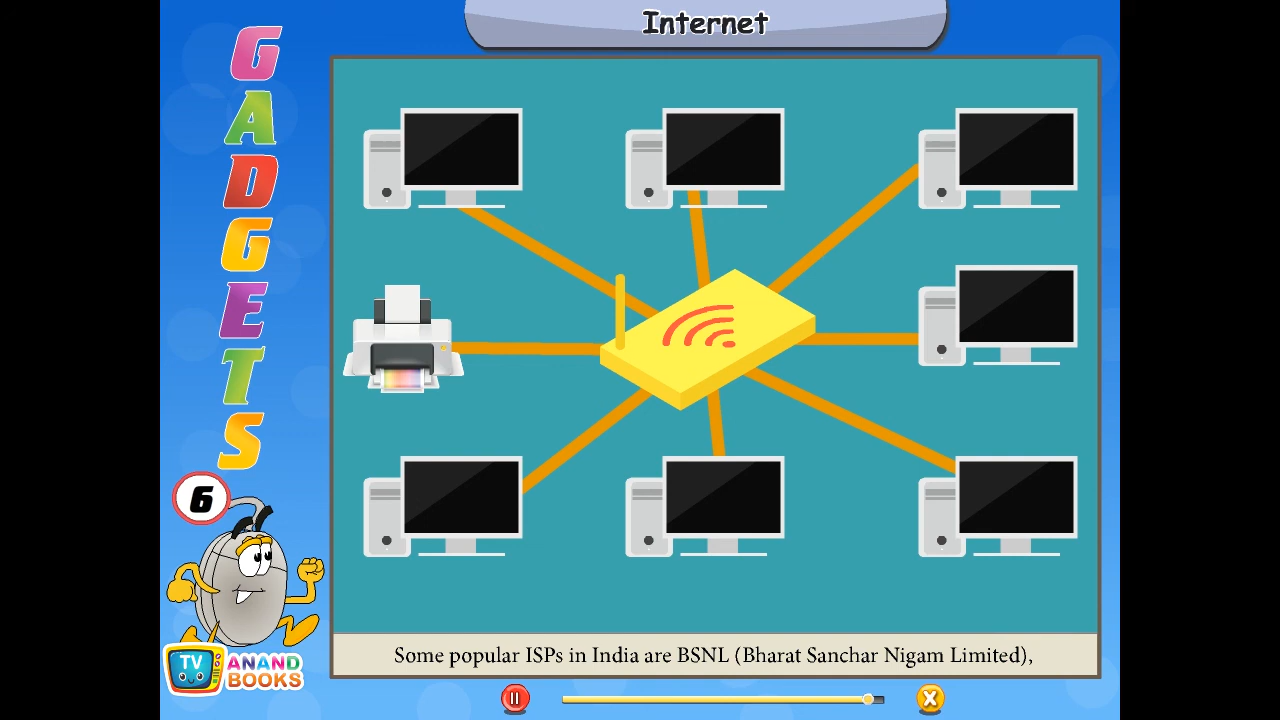 Internet
GADGETS
6
TV
ANAND
BOOKS
Some popular ISPs in India are BSNL (Bharat Sanchar Nigam Limited),
X